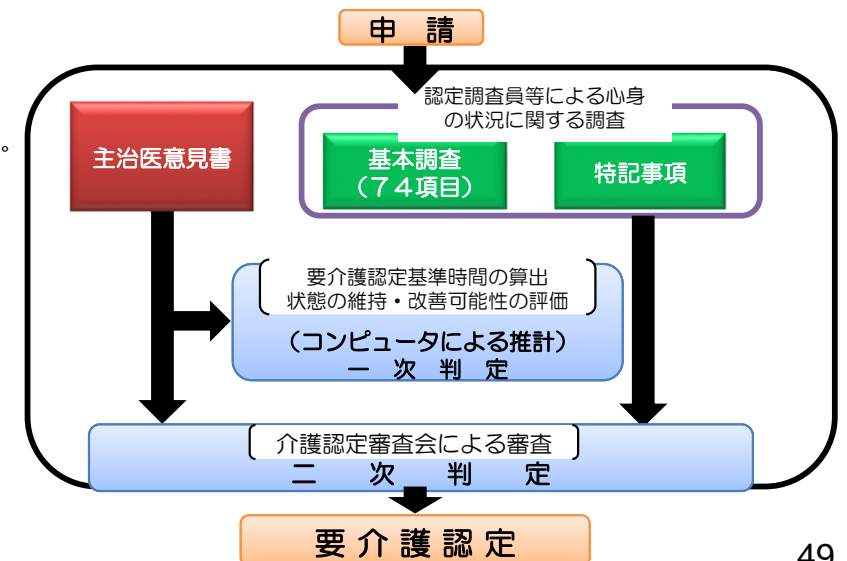 申　請
認定調査員等による心身
の状況に関する調査
。
主治医意見書
基本調査
（７４項目）
特記事項
要介護認定基準時間の算出
状態の維持・改善可能性の評価
（コンピュータによる推計）
一　次　判　定
介護認定審査会による審査
二　次　判　定
要介護認定
49